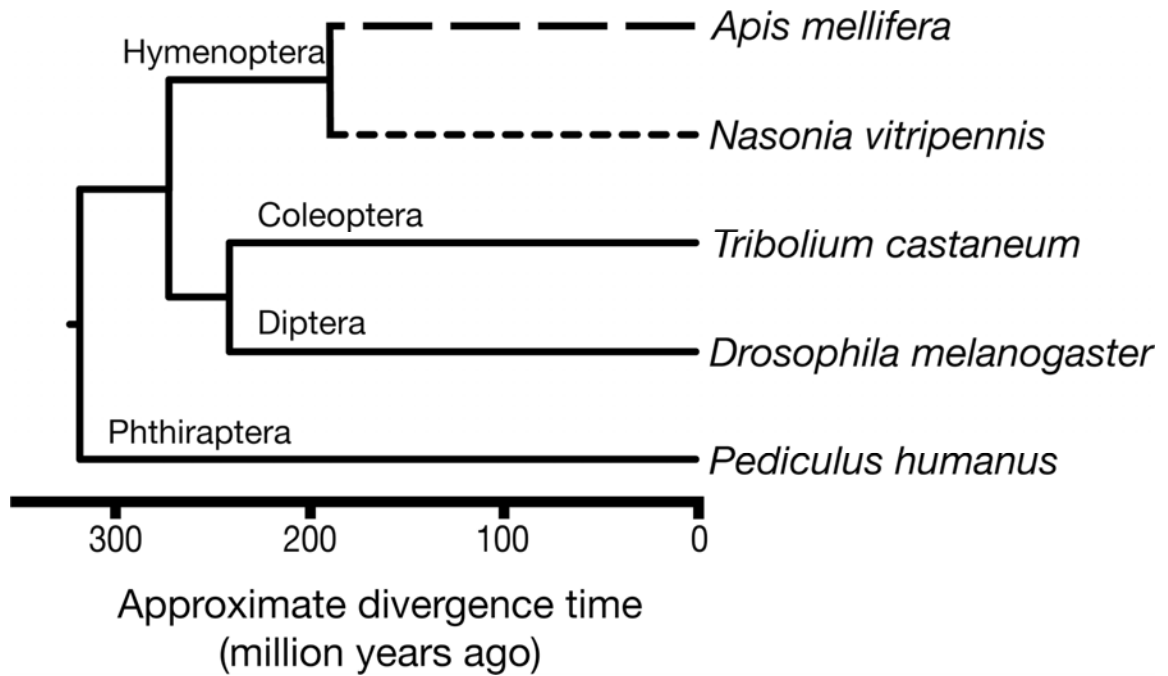 Apis mellifera
Hymenoptera
Nasonia vitripennis
Coleoptera
Tribolium castaneum
Diptera
Drosophila melanogaster
Phthiraptera
Pediculus humanus
300 200 100 0
Approximate divergence time
(million years ago)